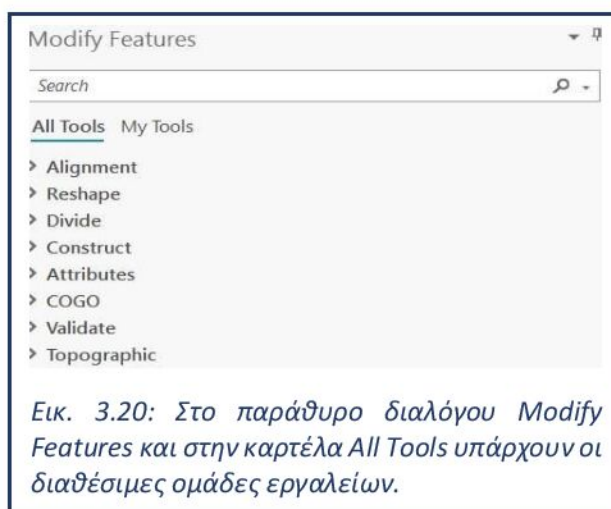 Modify Features
Search
All Tools My Tools
Alignment
Reshape
Divide
Construct
Attributes
COGO
Validate
Topographic
Εικ. 3.20: Στο παράθυρο διαλόγου Modify
Features και στην καρτέλα All Tools υπάρχουν οι
διαθέσιμες ομάδες εργαλείων.